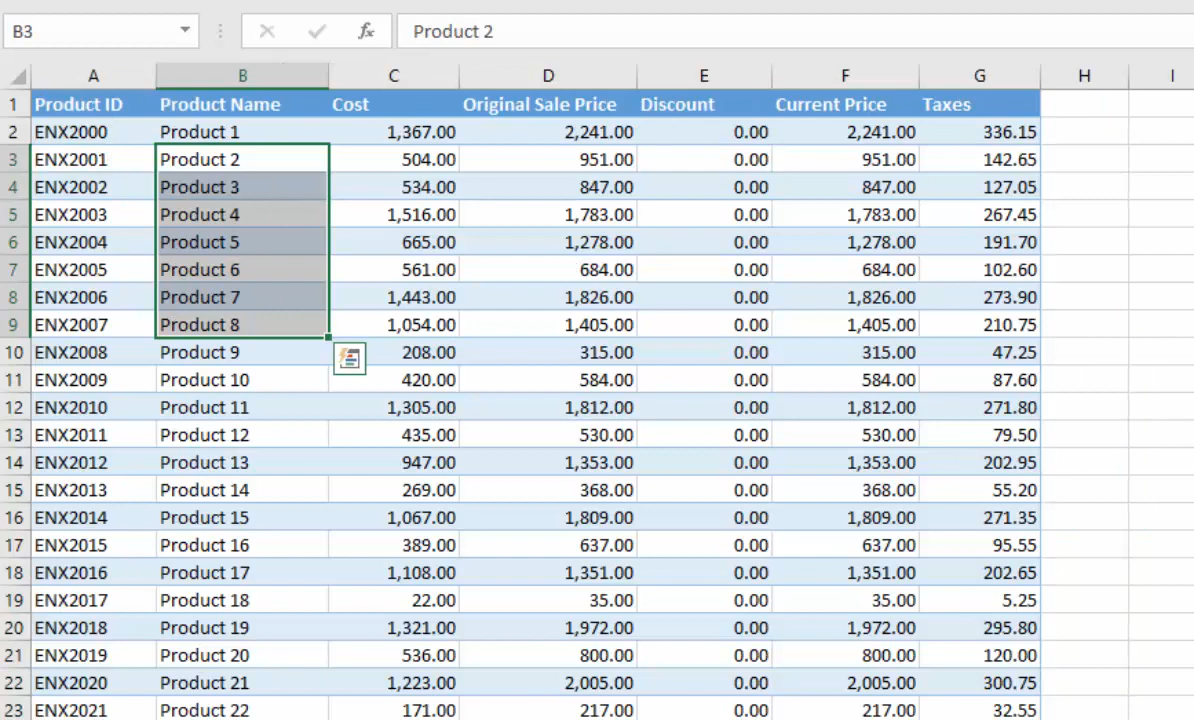 B3 fx Product 2
A B C D E F G H I
1 Product ID Product Name Cost Original Sale Price Discount Current Price Taxes
2 ENX2000 Product 1 1,367.00 2,241.00 0.00 2,241.00 336.15
3 ENX2001 Product 2 504.00 951.00 0.00 951.00 142.65
4 ENX2002 Product 3 534.00 847.00 0.00 847.00 127.05
5 ENX2003 Product 4 1,516.00 1,783.00 0.00 1,783.00 267.45
6 ENX2004 Product 5 665.00 1,278.00 0.00 1,278.00 191.70
7 ENX2005 Product 6 561.00 684.00 0.00 684.00 102.60
8 ENX2006 Product 7 1,443.00 1,826.00 0.00 1,826.00 273.90
9 ENX2007 Product 8 1,054.00 1,405.00 0.00 1,405.00 210.75
10 ENX2008 Product 9 208.00 315.00 0.00 315.00 47.25
11 ENX2009 Product 10 420.00 584.00 0.00 584.00 87.60
12 ENX2010 Product 11 1,305.00 1,812.00 0.00 1,812.00 271.80
13 ENX2011 Product 12 435.00 530.00 0.00 530.00 79.50
14 ENX2012 Product 13 947.00 1,353.00 0.00 1,353.00 202.95
15 ENX2013 Product 14 269.00 368.00 0.00 368.00 55.20
16 ENX2014 Product 15 1,067.00 1,809.00 0.00 1,809.00 271.35
17 ENX2015 Product 16 389.00 637.00 0.00 637.00 95.55
18 ENX2016 Product 17 1,108.00 1,351.00 0.00 1,351.00 202.65
19 ENX2017 Product 18 22.00 35.00 0.00 35.00 5.25
20 ENX2018 Product 19 1,321.00 1,972.00 0.00 1,972.00 295.80
21 ENX2019 Product 20 536.00 800.00 0.00 800.00 120.00
22 ENX2020 Product 21 1,223.00 2,005.00 0.00 2,005.00 300.75
23 ENX2021 Product 22 171.00 217.00 0.00 217.00 32.55